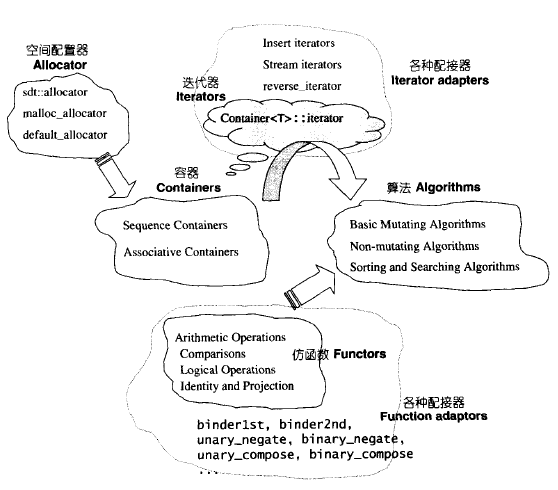 空间配置器
Allocator
sdt::allocator
malloc_allocator
default_allocator
Insert iterators
Stream iterators
reverse_iterator
迭代器
Iterators
Container<T>::iterator
各种配接器
Iterator adapters
容器
Containers
Sequence Containers
Associative Containers
算法 Algorithms
Basic Mutating Algorithms
Non-mutating Algorithms
Sorting and Searching Algorithms
Arithmetic Operations
Comparisons
Logical Operations
Identity and Projection
仿函数 Functors
各种配接器
Function adaptors
binder1st, binder2nd,
unary_negate, binary_negate,
unary_compose, binary_compose
...